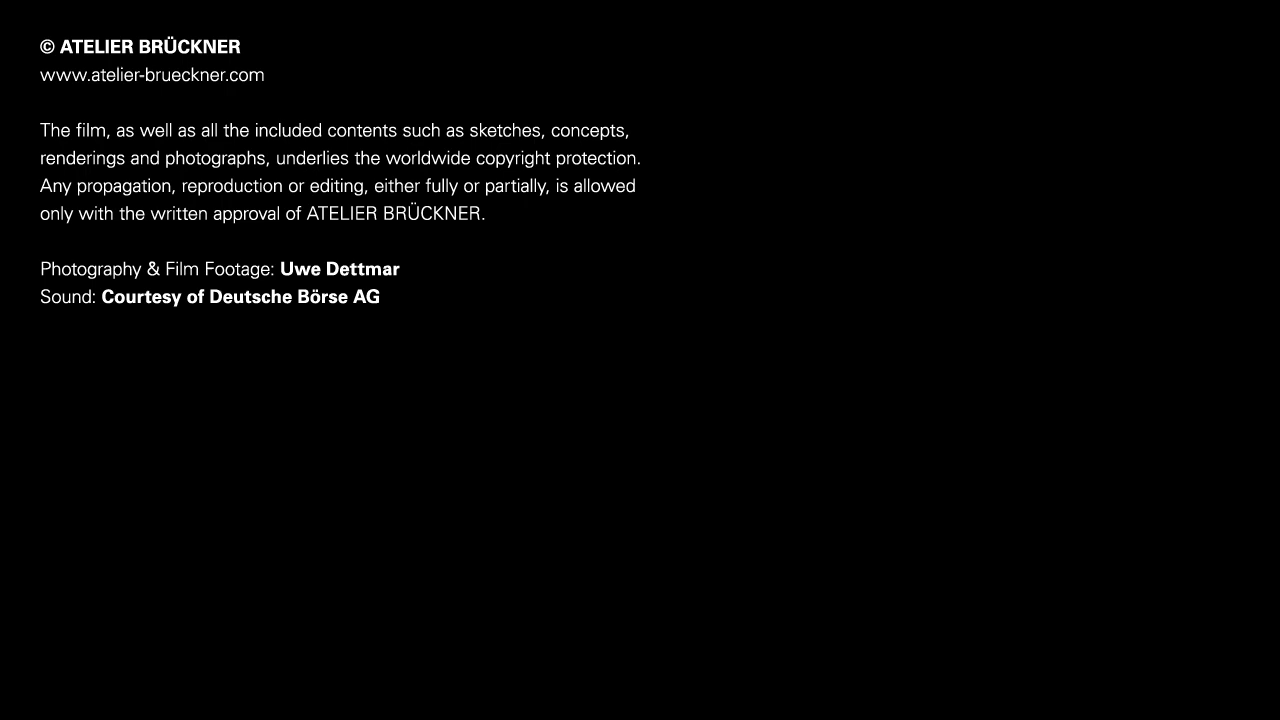 © ATELIER BRÜCKNER
www.atelier-brueckner.com
The film, as well as all the included contents such as sketches, concepts,
renderings and photographs, underlies the worldwide copyright protection.
Any propagation, reproduction or editing, either fully or partially, is allowed
only with the written approval of ATELIER BRÜCKNER.
Photography & Film Footage: Uwe Dettmar
Sound: Courtesy of Deutsche Börse AG